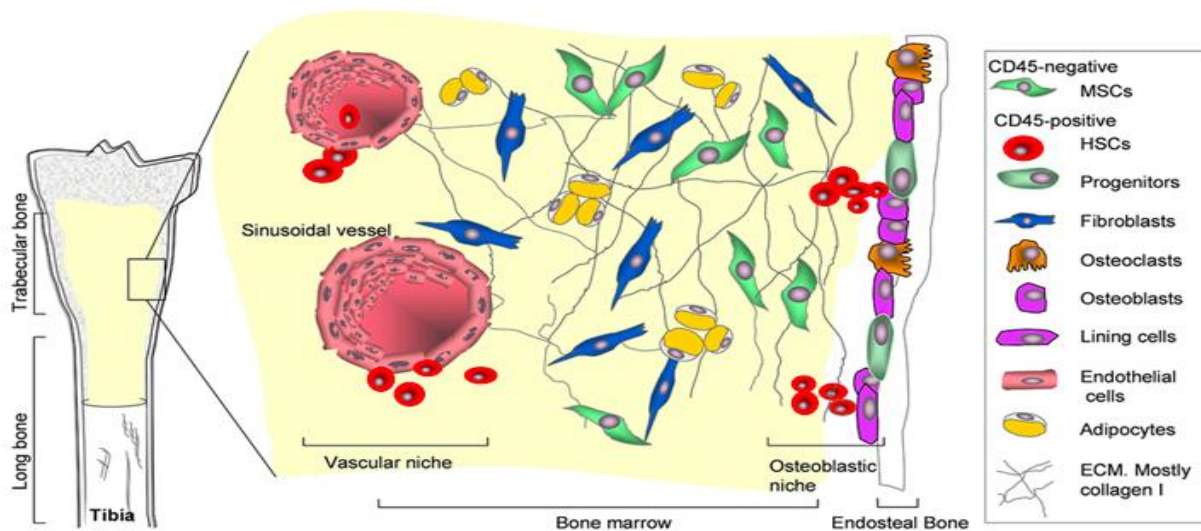 Trabecular bone
Long bone
Tibia
Sinusoidal vessel
Vascular niche
Osteoblastic
niche
Bone marrow
Endosteal Bone
CD45-negative
MSCs
CD45-positive
HSCs
Progenitors
Fibroblasts
Osteoclasts
Osteoblasts
Lining cells
Endothelial
cells
Adipocytes
ECM. Mostly
collagen I